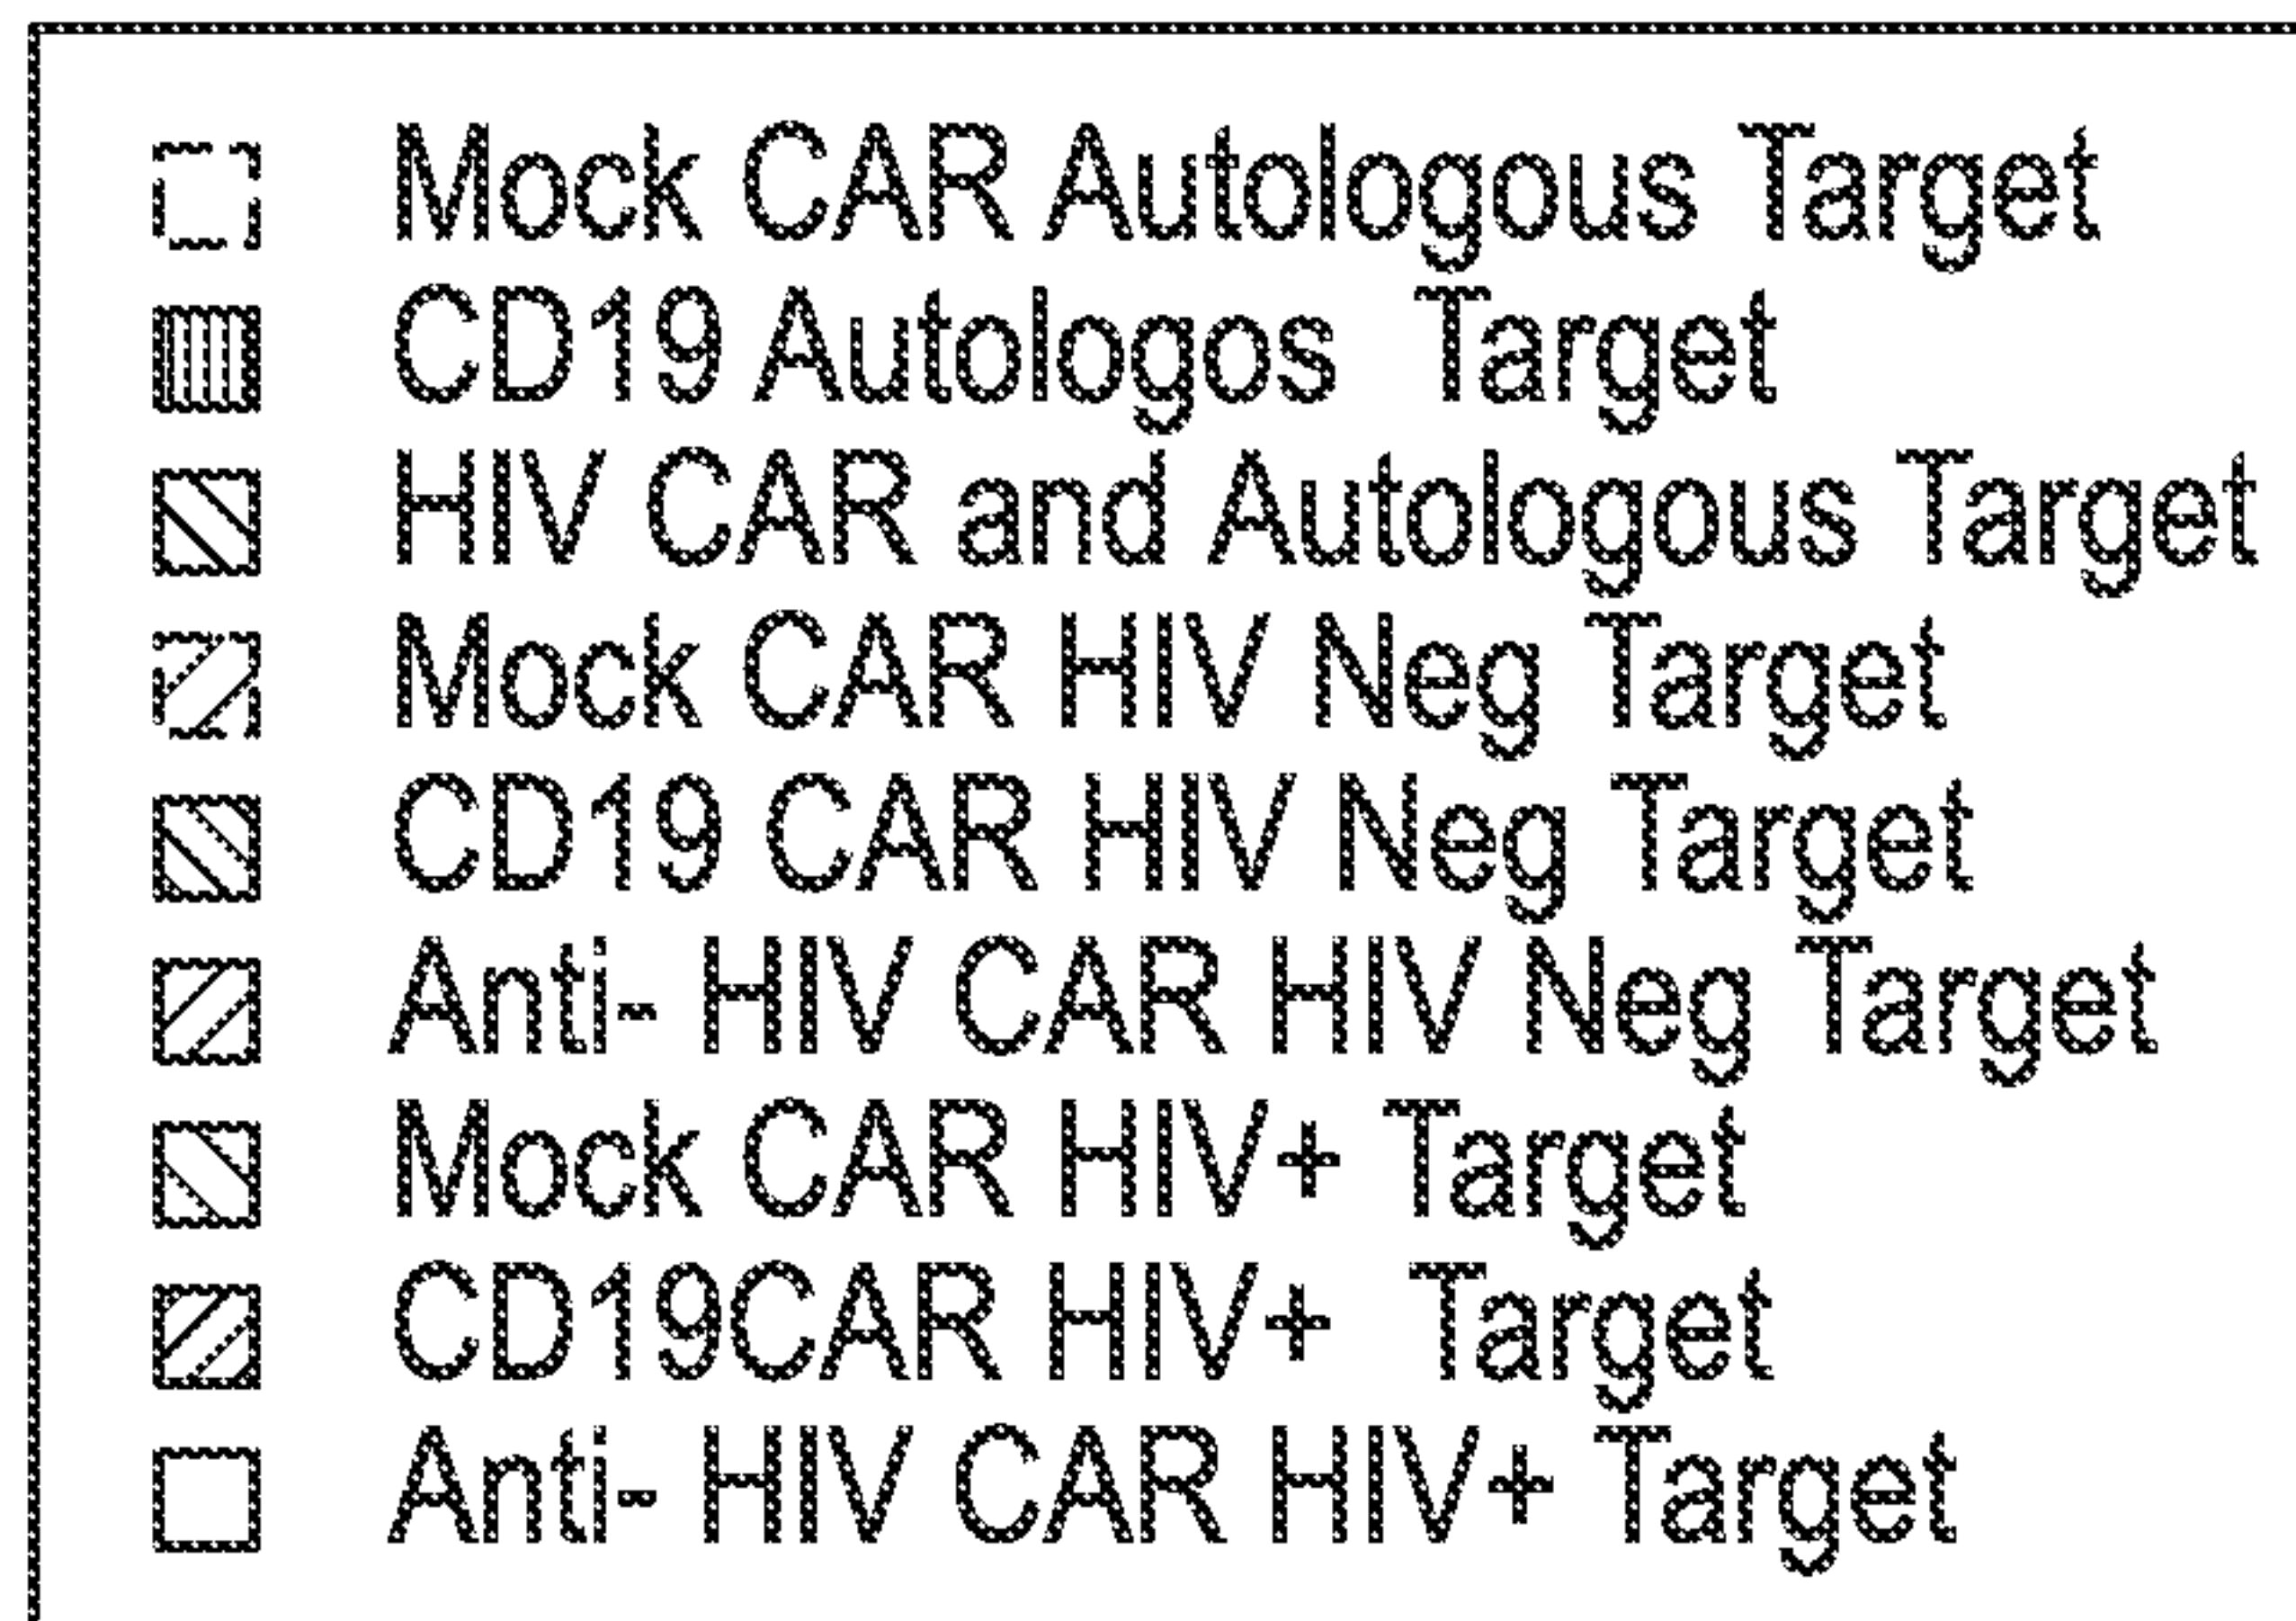 Mock CAR Autologous Target
CD19 Autologos Target
HIV CAR and Autologous Target
Mock CAR HIV Neg Target
CD19 CAR HIV Neg Target
Anti- HIV CAR HIV Neg Target
Mock CAR HIV+ Target
CD19CAR HIV+ Target
Anti- HIV CAR HIV+ Target